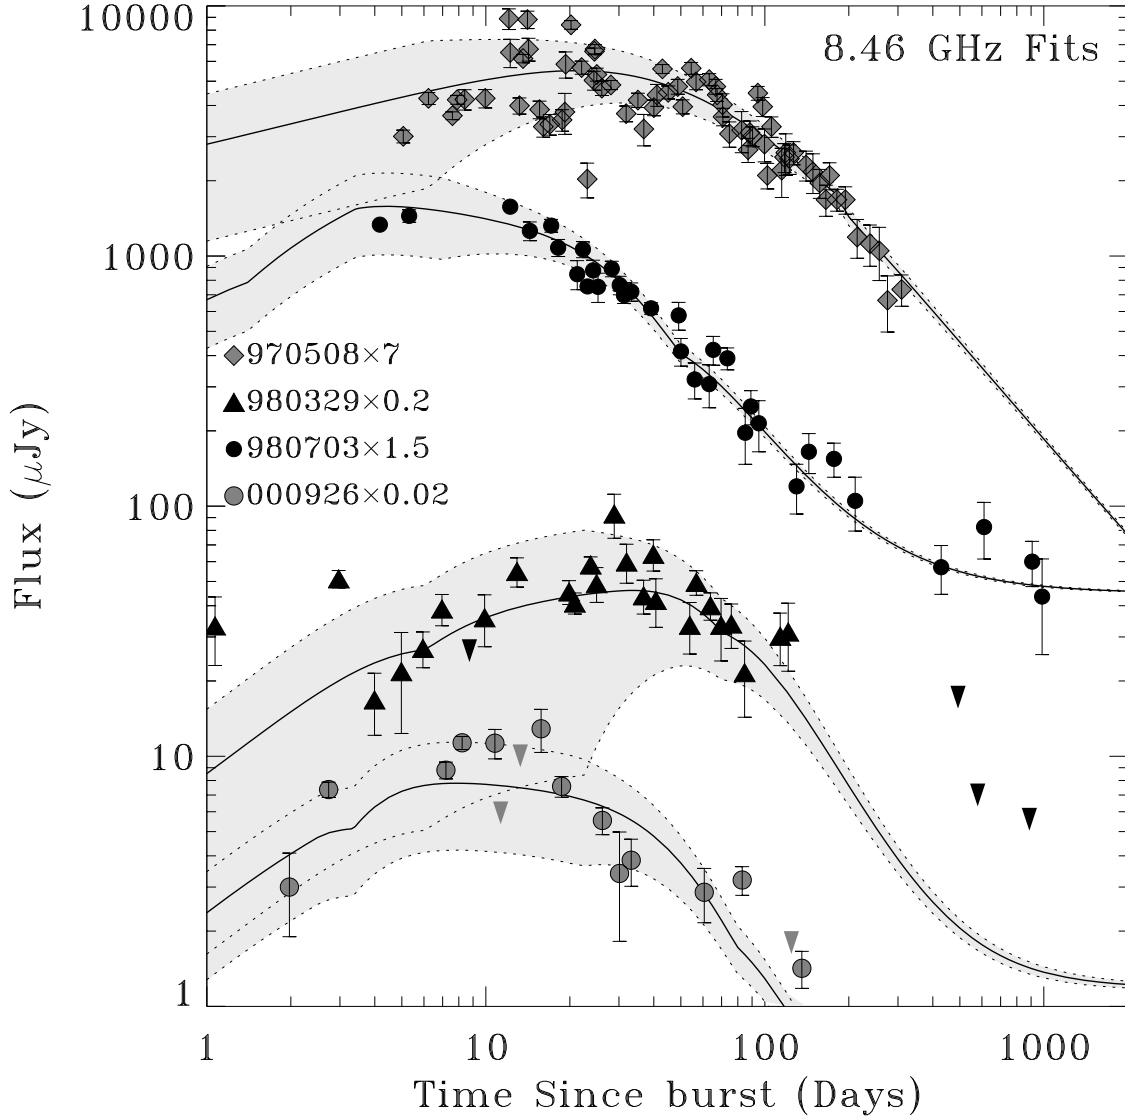 10000
8.46 GHz Fits
1000
970508×7
980329×0.2
980703×1.5
000926×0.02
100
Flux (μJy)
10
1
1 10 100 1000
Time Since burst (Days)